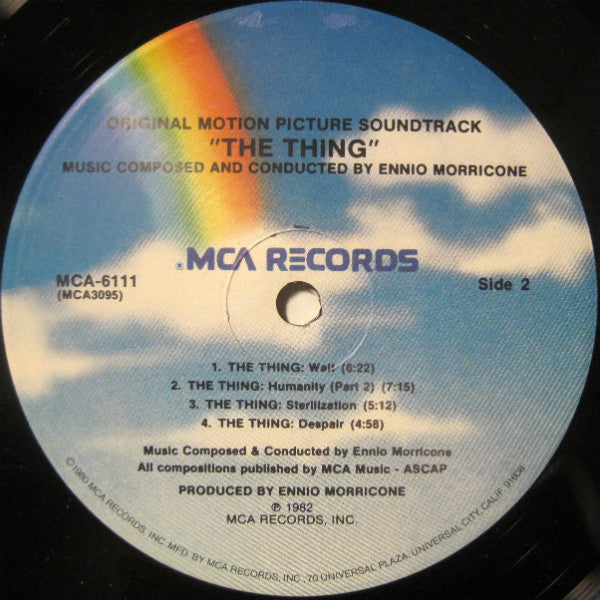 ORIGINAL MOTION PICTURE SOUNDTRACK
"THE THING"
MUSIC COMPOSED AND CONDUCTED BY ENNIO MORRICONE
®MCA RECORDS
MCA-6111
(MCA3095)
Side 2
1. THE THING: Wait (6:22)
2. THE THING: Humanity (Part 2) (7:15)
3. THE THING: Sterilization (5:12)
4. THE THING: Despair (4:58)
Music Composed & Conducted by Ennio Morricone
All compositions published by MCA Music - ASCAP
PRODUCED BY ENNIO MORRICONE
℗ 1982
MCA RECORDS, INC.
©1980 MCA RECORDS, INC. MFD. BY MCA RECORDS, INC., 70 UNIVERSAL PLAZA, UNIVERSAL CITY, CALIF. 91608